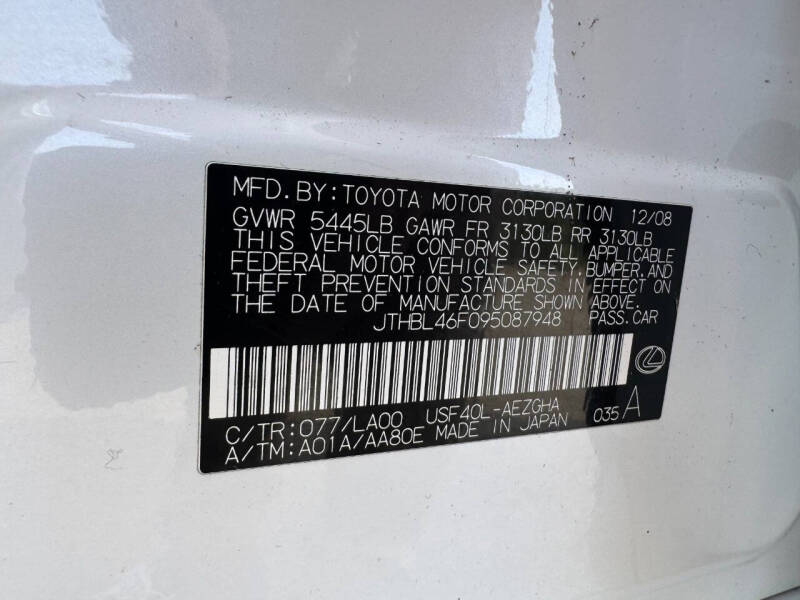 MFD.BY:TOYOTA MOTOR CORPORATION 12/08
GVWR 5445LB GAWR FR 3130LB RR 3130LB
THIS VEHICLE CONFORMS TO ALL APPLICABLE
FEDERAL MOTOR VEHICLE SAFETY,BUMPER,AND
THEFT PREVENTION STANDARDS IN EFFECT ON
THE DATE OF MANUFACTURE SHOWN ABOVE.
JTHBL46F095087948 PASS.CAR
C/TR:077/LA00 USF40L-AEZGHA 035 A
A/TM:A01A/AA80E MADE IN JAPAN